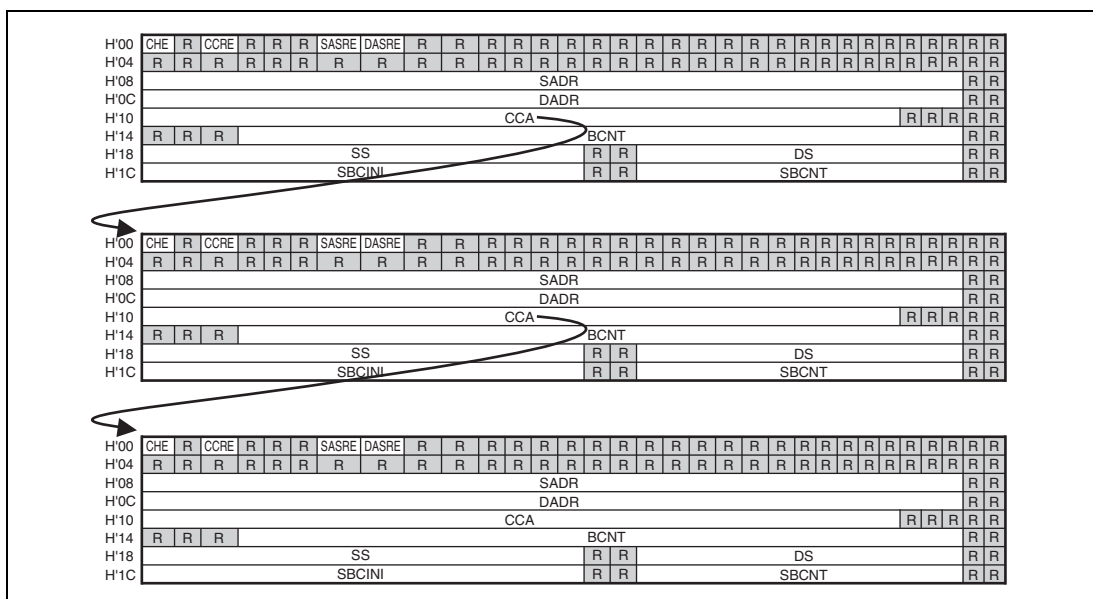 H'00 CHE R CCRE R R R SASRE DASRE R R R R R R R R R R R R R R R R R R R R R R R R
H'04 R R R R R R R R R R R R R R R R R R R R R R R R R R R R R R R R
H'08 SADR R R
H'0C DADR R R
H'10 CCA R R R R R
H'14 R R R BCNT R R
H'18 SS R R DS R R
H'1C SBCINI R R SBCNT R R
H'00 CHE R CCRE R R R SASRE DASRE R R R R R R R R R R R R R R R R R R R R R R R R
H'04 R R R R R R R R R R R R R R R R R R R R R R R R R R R R R R R R
H'08 SADR R R
H'0C DADR R R
H'10 CCA R R R R R
H'14 R R R BCNT R R
H'18 SS R R DS R R
H'1C SBCINI R R SBCNT R R
H'00 CHE R CCRE R R R SASRE DASRE R R R R R R R R R R R R R R R R R R R R R R R R
H'04 R R R R R R R R R R R R R R R R R R R R R R R R R R R R R R R R
H'08 SADR R R
H'0C DADR R R
H'10 CCA R R R R R
H'14 R R R BCNT R R
H'18 SS R R DS R R
H'1C SBCINI R R SBCNT R R